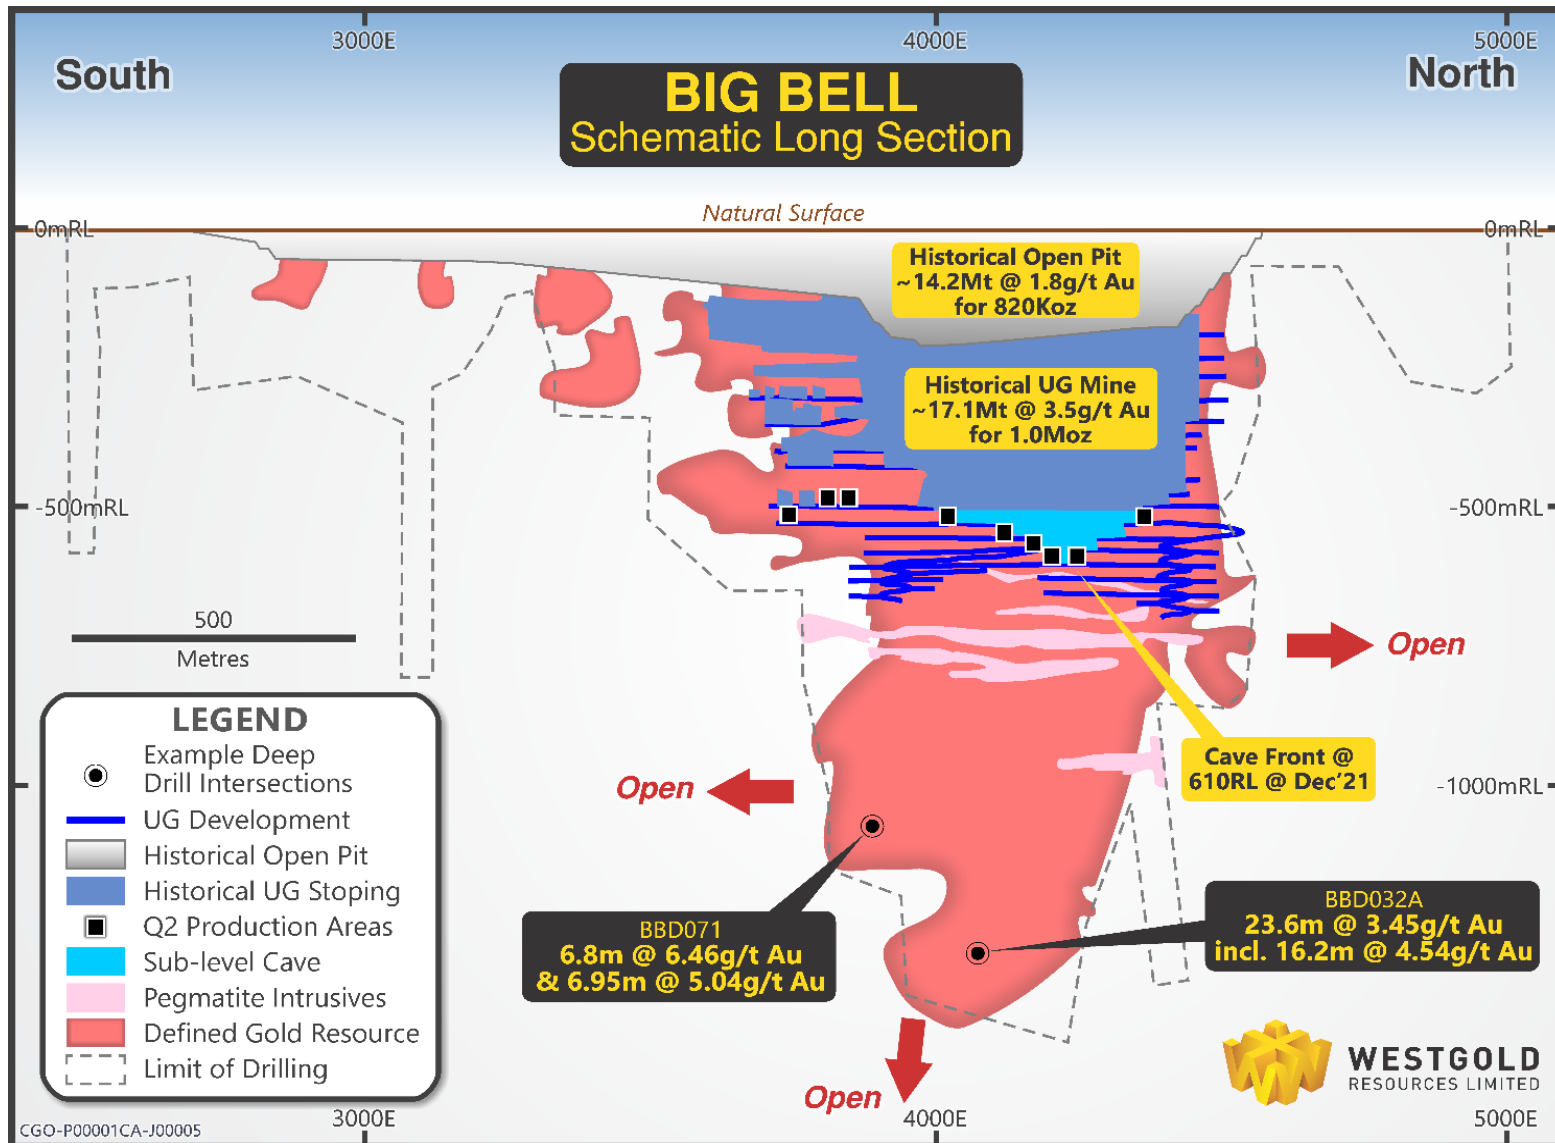 3000E
4000E
5000E
South
North
BIG BELL
Schematic Long Section
Natural Surface
0mRL
0mRL
Historical Open Pit
~14.2Mt @ 1.8g/t Au
for 820Koz
Historical UG Mine
~17.1Mt @ 3.5g/t Au
for 1.0Moz
-500mRL
-500mRL
500
Metres
Open
LEGEND
Example Deep
Drill Intersections
UG Development
Historical Open Pit
Historical UG Stoping
Q2 Production Areas
Sub-level Cave
Pegmatite Intrusives
Defined Gold Resource
Limit of Drilling
Open
Cave Front @
610RL @ Dec'21
-1000mRL
BBD071
6.8m @ 6.46g/t Au
& 6.95m @ 5.04g/t Au
BBD032A
23.6m @ 3.45g/t Au
incl. 16.2m @ 4.54g/t Au
Open
WESTGOLD
RESOURCES LIMITED
CGO-P00001CA-J00005
3000E
4000E
5000E